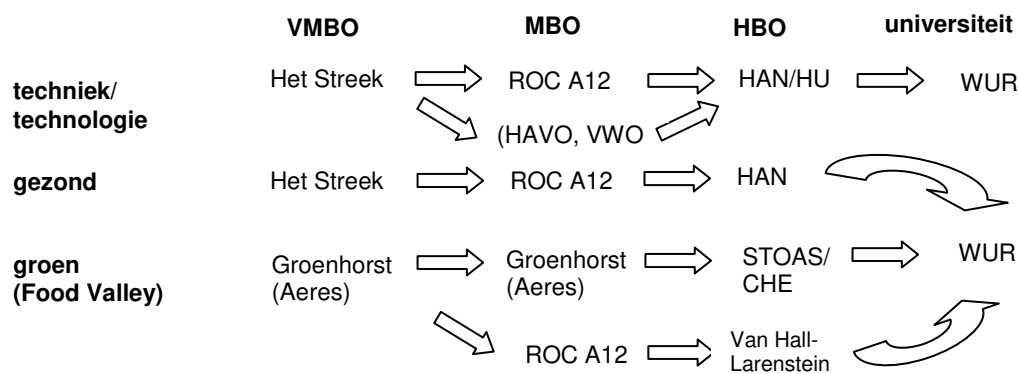 VMBO MBO HBO universiteit
techniek/
technologie
Het Streek ROC A12 HAN/HU WUR
(HAVO, VWO
gezond Het Streek ROC A12 HAN
groen
(Food Valley)
Groenhorst
(Aeres)
Groenhorst
(Aeres)
STOAS/
CHE
WUR
ROC A12
Van Hall-
Larenstein